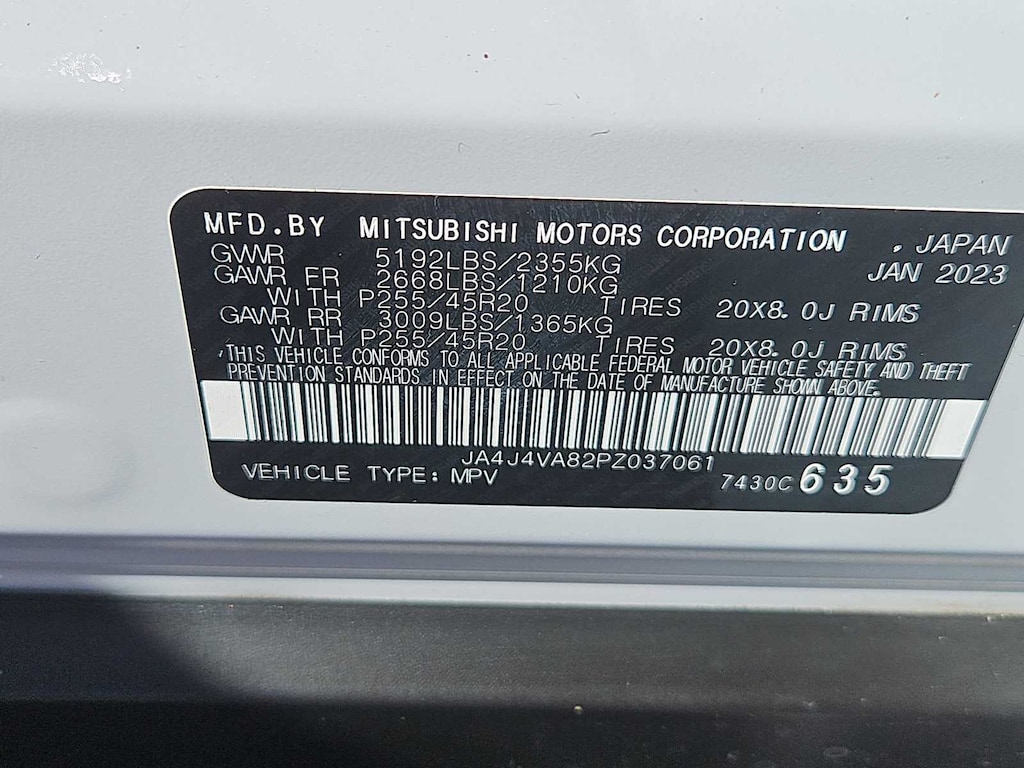 MFD.BY MITSUBISHI MOTORS CORPORATION . JAPAN
GVWR 5192LBS/2355KG JAN 2023
GAWR FR 2668LBS/1210KG
WITH P255/45R20 TIRES 20X8.0J RIMS
GAWR RR 3009LBS/1365KG
WITH P255/45R20 TIRES 20X8.0J RIMS
THIS VEHICLE CONFORMS TO ALL APPLICABLE FEDERAL MOTOR VEHICLE SAFETY AND THEFT
PREVENTION STANDARDS IN EFFECT ON THE DATE OF MANUFACTURE SHOWN ABOVE.
JA4J4VA82PZ037061
VEHICLE TYPE: MPV 7430C 635